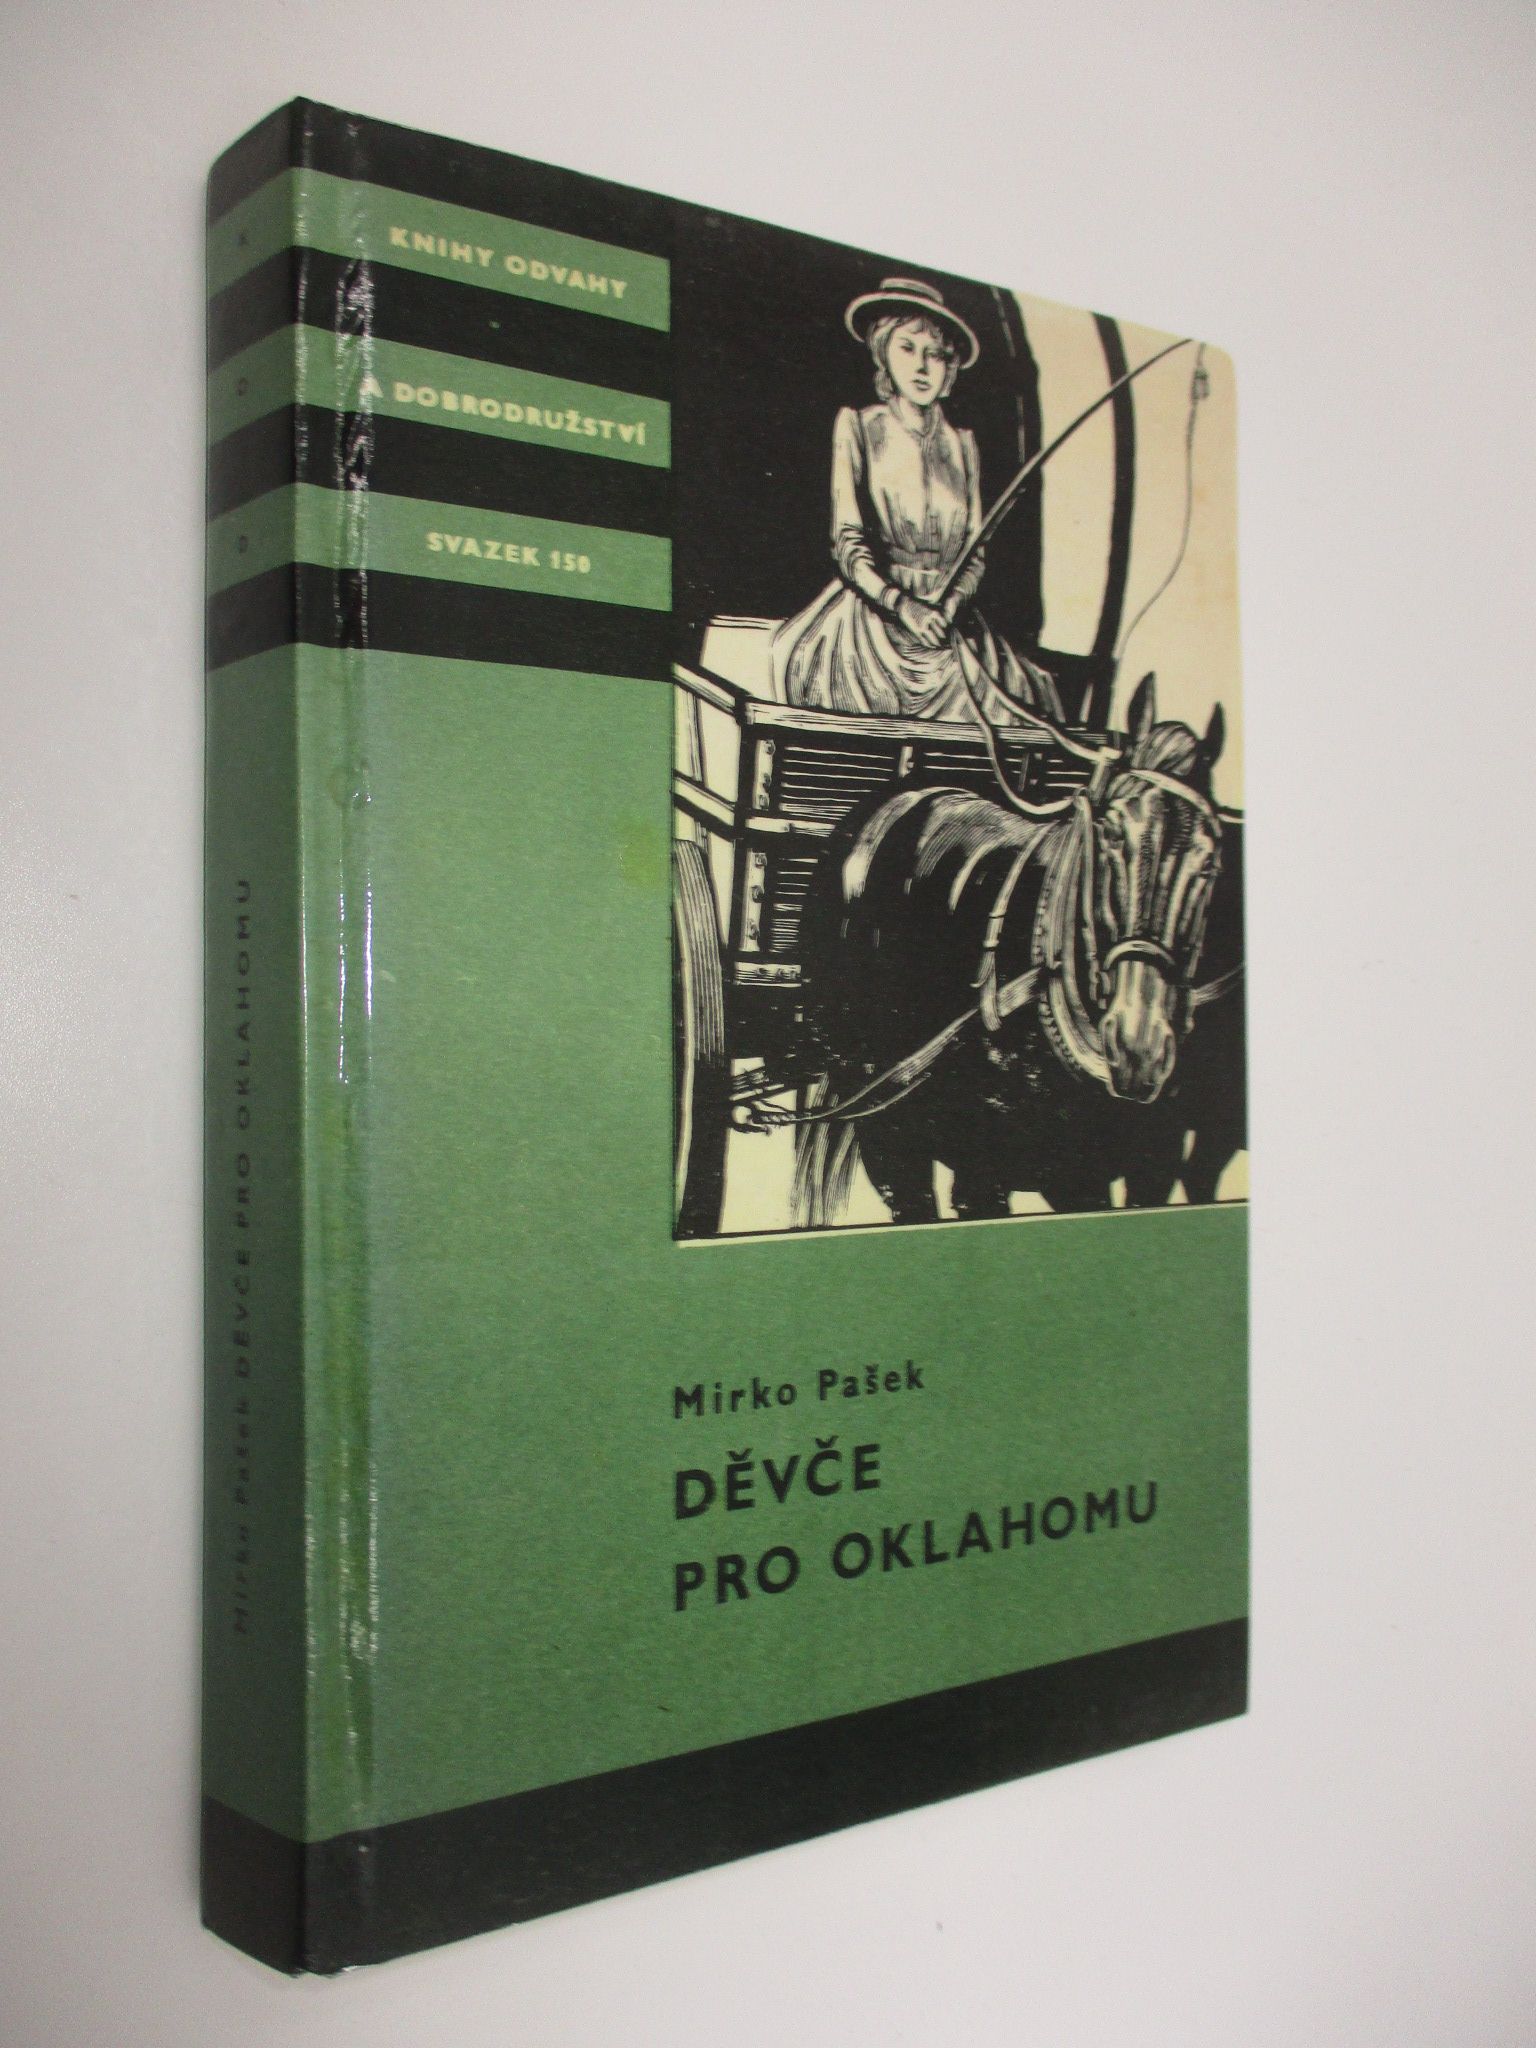 KNIHY ODVAHY
A DOBRODRUŽSTVÍ
SVAZEK 150
Mirko Pašek
DĚVČE
PRO OKLAHOMU
K
O
D
Mirko Pašek DĚVČE PRO OKLAHOMU